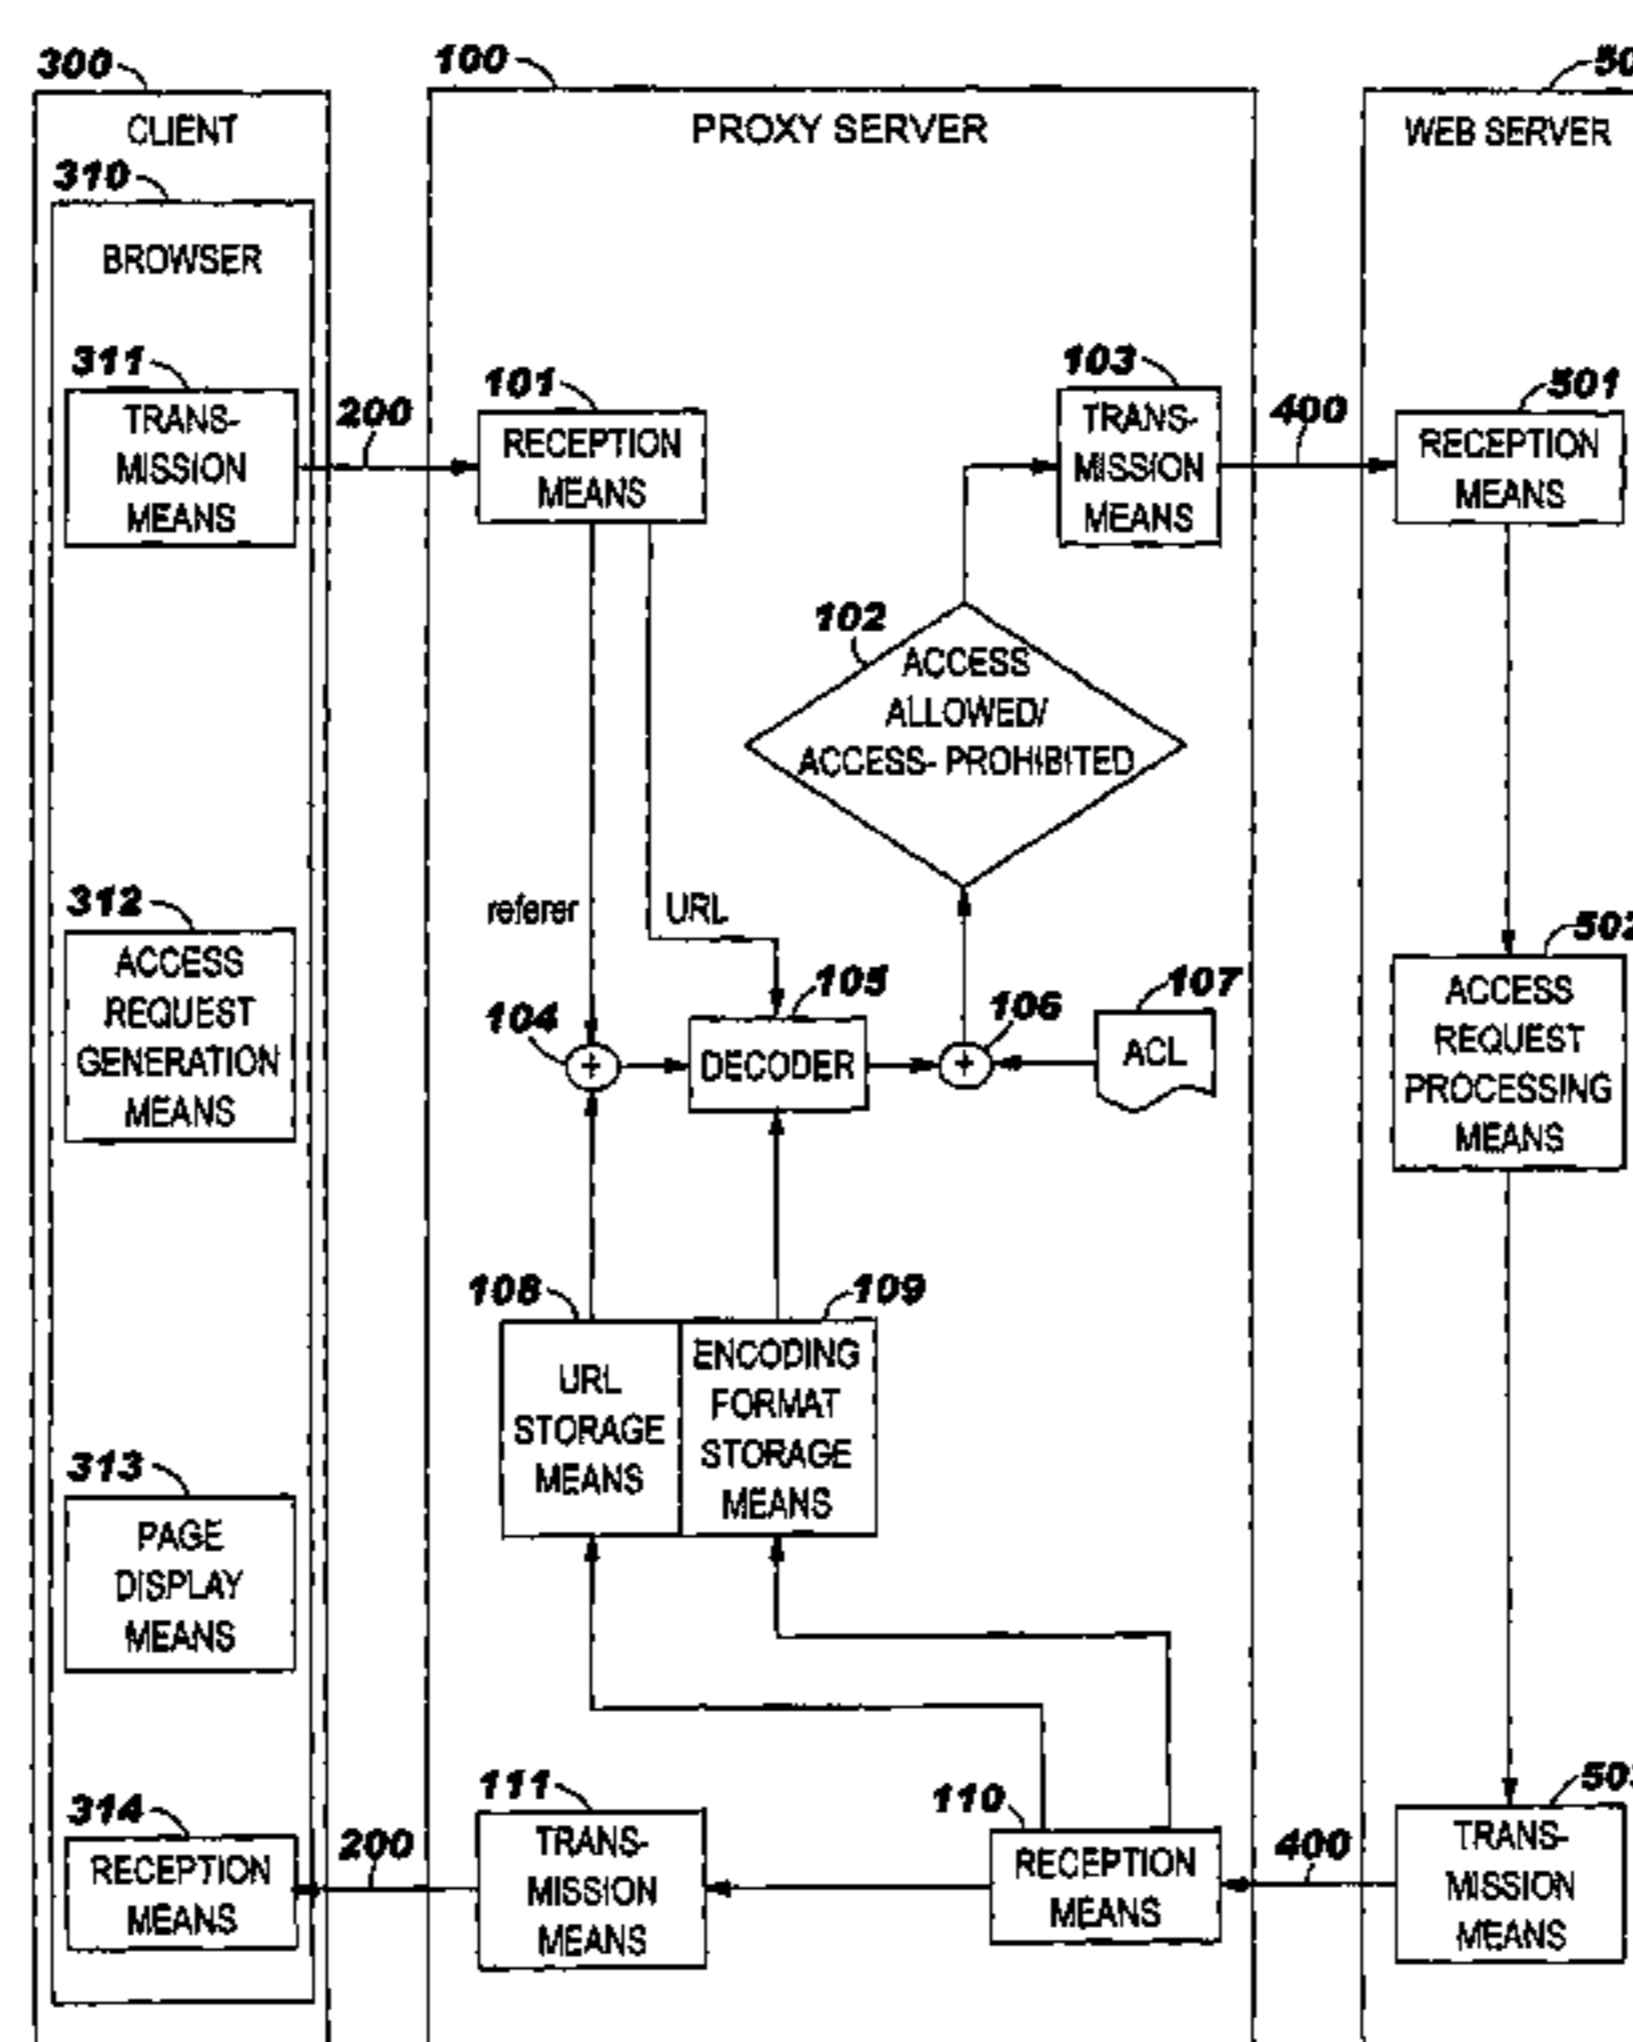 300
100
50
CLIENT
PROXY SERVER
WEB SERVER
310
BROWSER
311
TRANS-
MISSION
MEANS
200
101
RECEPTION
MEANS
103
TRANS-
MISSION
MEANS
400
501
RECEPTION
MEANS
102
ACCESS
ALLOWED/
ACCESS- PROHIBITED
312
ACCESS
REQUEST
GENERATION
MEANS
referer
URL
104
+
105
DECODER
106
+
107
ACL
502
ACCESS
REQUEST
PROCESSING
MEANS
108
URL
STORAGE
MEANS
109
ENCODING
FORMAT
STORAGE
MEANS
313
PAGE
DISPLAY
MEANS
314
RECEPTION
MEANS
200
111
TRANS-
MISSION
MEANS
110
RECEPTION
MEANS
400
503
TRANS-
MISSION
MEANS